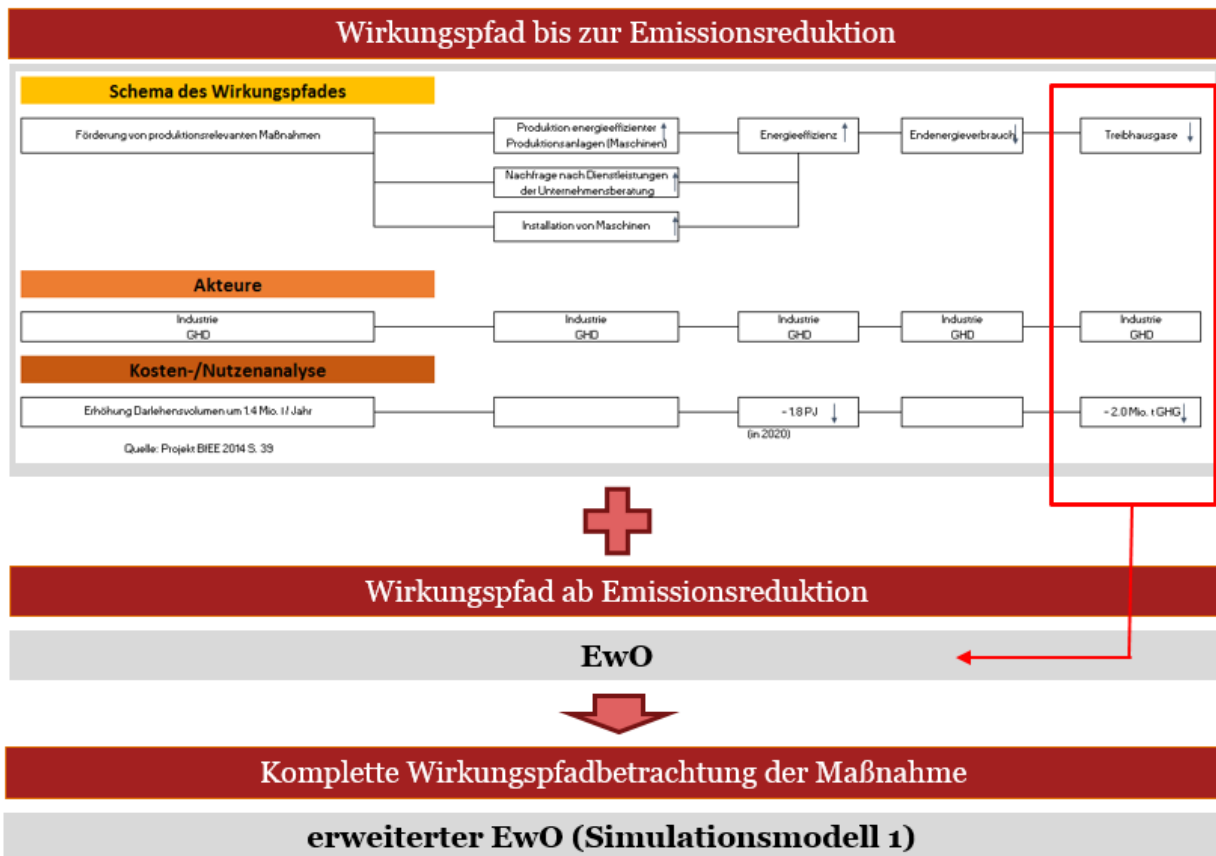 Wirkungspfad bis zur Emissionsreduktion
Schema des Wirkungspfades
Förderung von produktionsrelevanten Maßnahmen
Produktion energieeffizienter
Produktionsanlagen (Maschinen)
Energieeffizienz
Endenergieverbrauch
Treibhausgase
Nachfrage nach Dienstleistungen
der Unternehmensberatung
Installation von Maschinen
Akteure
Industrie
GHD
Industrie
GHD
Industrie
GHD
Industrie
GHD
Industrie
GHD
Kosten-/Nutzenanalyse
Erhöhung Darlehensvolumen um 1.4 Mio. Jahr
- 1.8 PJ
(in 2020)
- 2.0 Mio. t GHG
Quelle: Projekt BfEE 2014 S. 39
Wirkungspfad ab Emissionsreduktion
EwO
Komplette Wirkungspfadbetrachtung der Maßnahme
erweiterter EwO (Simulationsmodell 1)